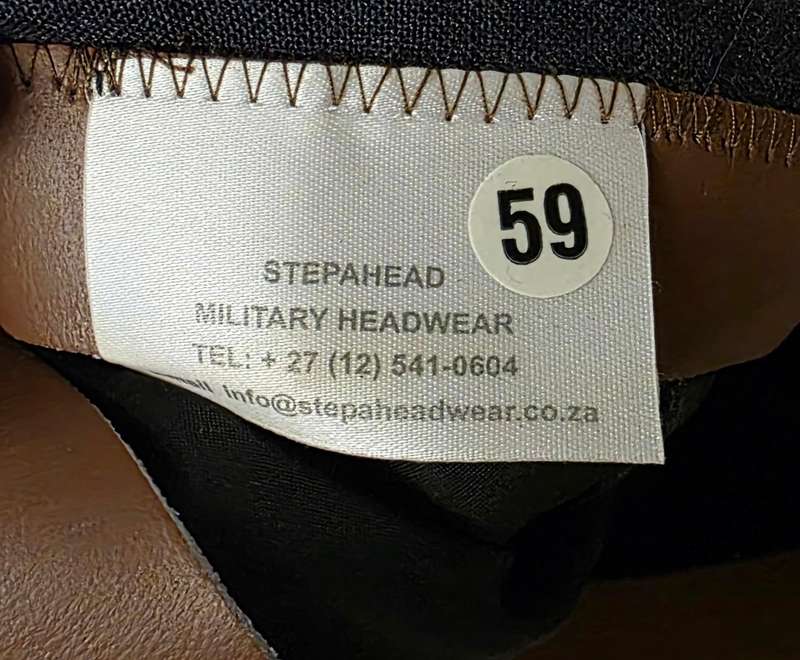 59
STEPAHEAD
MILITARY HEADWEAR
TEL: + 27 (12) 541-0604
info@stepaheadwear.co.za